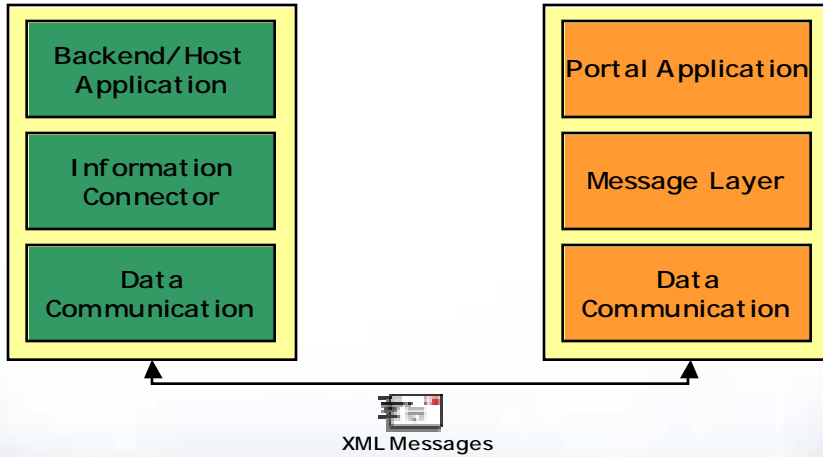 Backend/Host
Application
Information
Connector
Data
Communication
Portal Application
Message Layer
Data
Communication
XML Messages